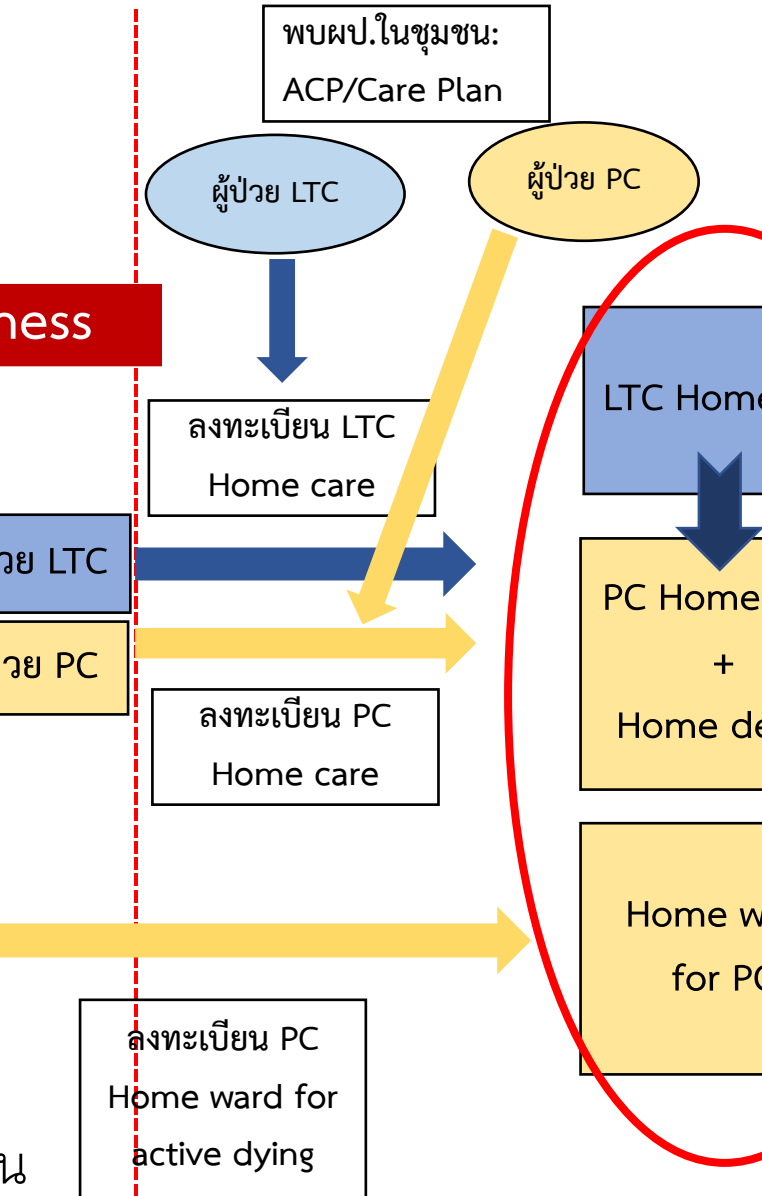 พบผป.ในชุมชน:
ACP/Care Plan
ผู้ป่วย LTC
ผู้ป่วย PC
ness
LTC Home
ลงทะเบียน LTC
Home care
วย LTC
PC Home
+
Home de
วย PC
ลงทะเบียน PC
Home care
Home w
for PC
ลงทะเบียน PC
Home ward for
active dying
น